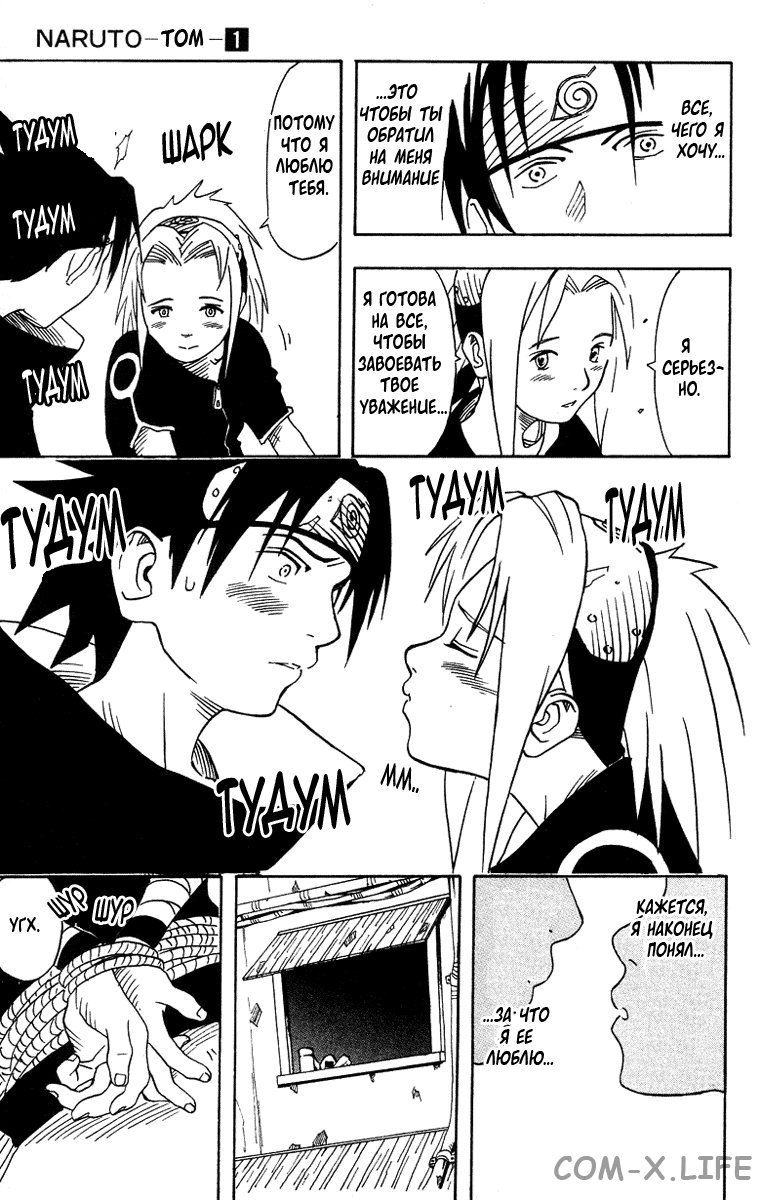 NARUTO-ТОМ-1
ВСЕ,
ЧЕГО Я
ХОЧУ...
...ЭТО
ЧТОБЫ ТЫ
ОБРАТИЛ
НА МЕНЯ
ВНИМАНИЕ
Я
СЕРЬЕЗ-
НО.
Я ГОТОВА
НА ВСЕ,
ЧТОБЫ
ЗАВОЕВАТЬ
ТВОЕ
УВАЖЕНИЕ...
ПОТОМУ
ЧТО Я
ЛЮБЛЮ
ТЕБЯ.
ШАРК
ТУДУМ
ТУДУМ
ТУДУМ
ТУДУМ
ТУДУМ
ТУДУМ
ММ..
ТУДУМ
КАЖЕТСЯ,
Я НАКОНЕЦ
ПОНЯЛ...
...ЗА ЧТО
Я ЕЕ
ЛЮБЛЮ...
ШУР
ШУР
УГХ.
COM-X.LIFE